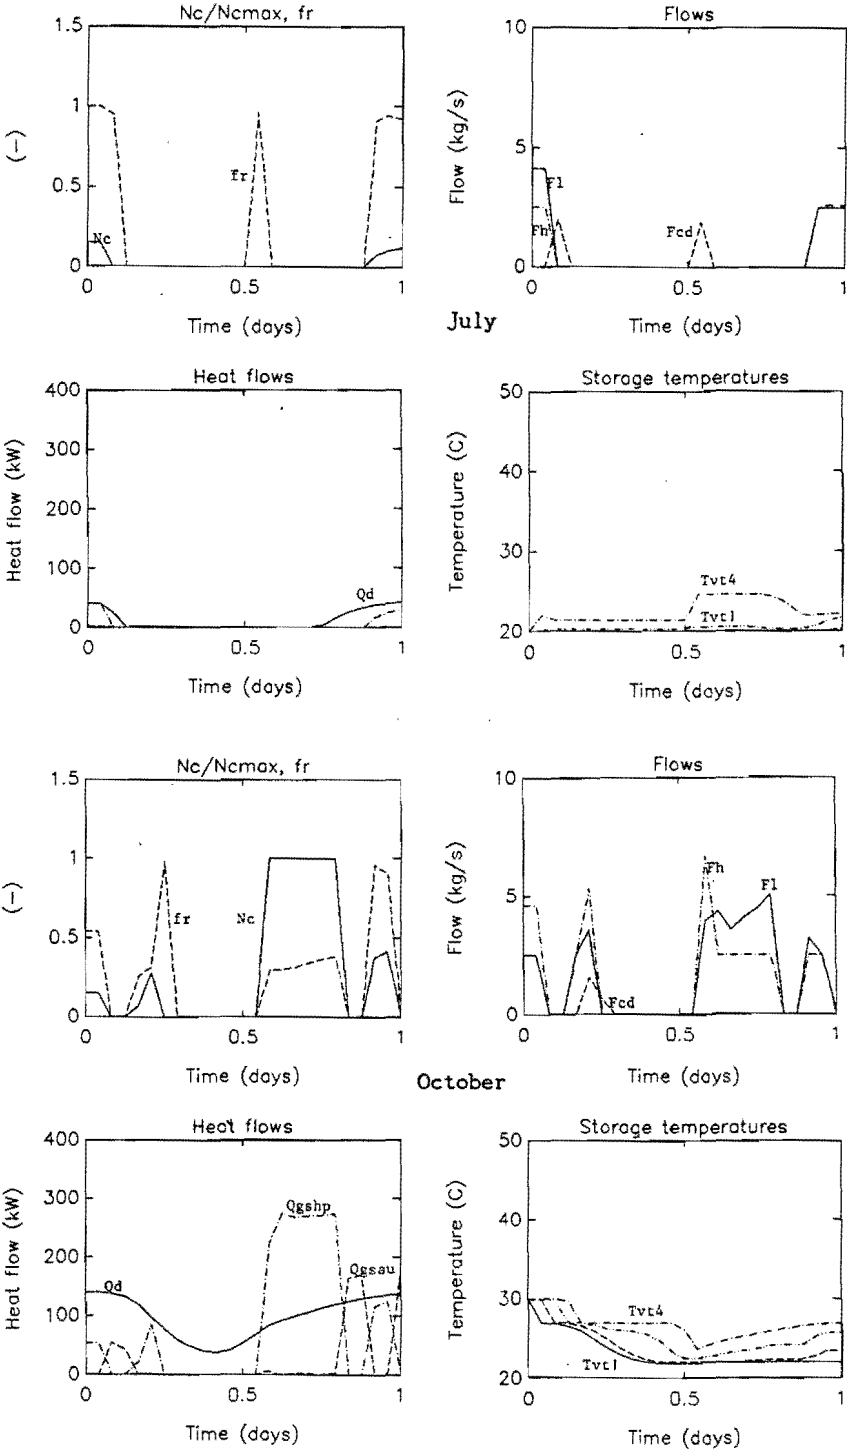 Nc/Ncmax, fr
1.5
1
0.5
0
(-)
fr
Nc
0
0.5
1
Time (days)
Flows
10
5
0
Flow (kg/s)
Fl
Fh
Fcd
0
0.5
1
Time (days)
July
Heat flows
400
300
200
100
0
Heat flow (kW)
Qd
0
0.5
1
Time (days)
Storage temperatures
50
40
30
20
Temperature (C)
Tvt4
Tvt1
0
0.5
1
Time (days)
Nc/Ncmax, fr
1.5
1
0.5
0
(-)
fr
Nc
0
0.5
1
Time (days)
Flows
10
5
0
Flow (kg/s)
Fh
Fl
Fcd
0
0.5
1
Time (days)
October
Heat flows
400
300
200
100
0
Heat flow (kW)
Qgshp
Qgsau
Qd
0
0.5
1
Time (days)
Storage temperatures
50
40
30
20
Temperature (C)
Tvt4
Tvt1
0
0.5
1
Time (days)